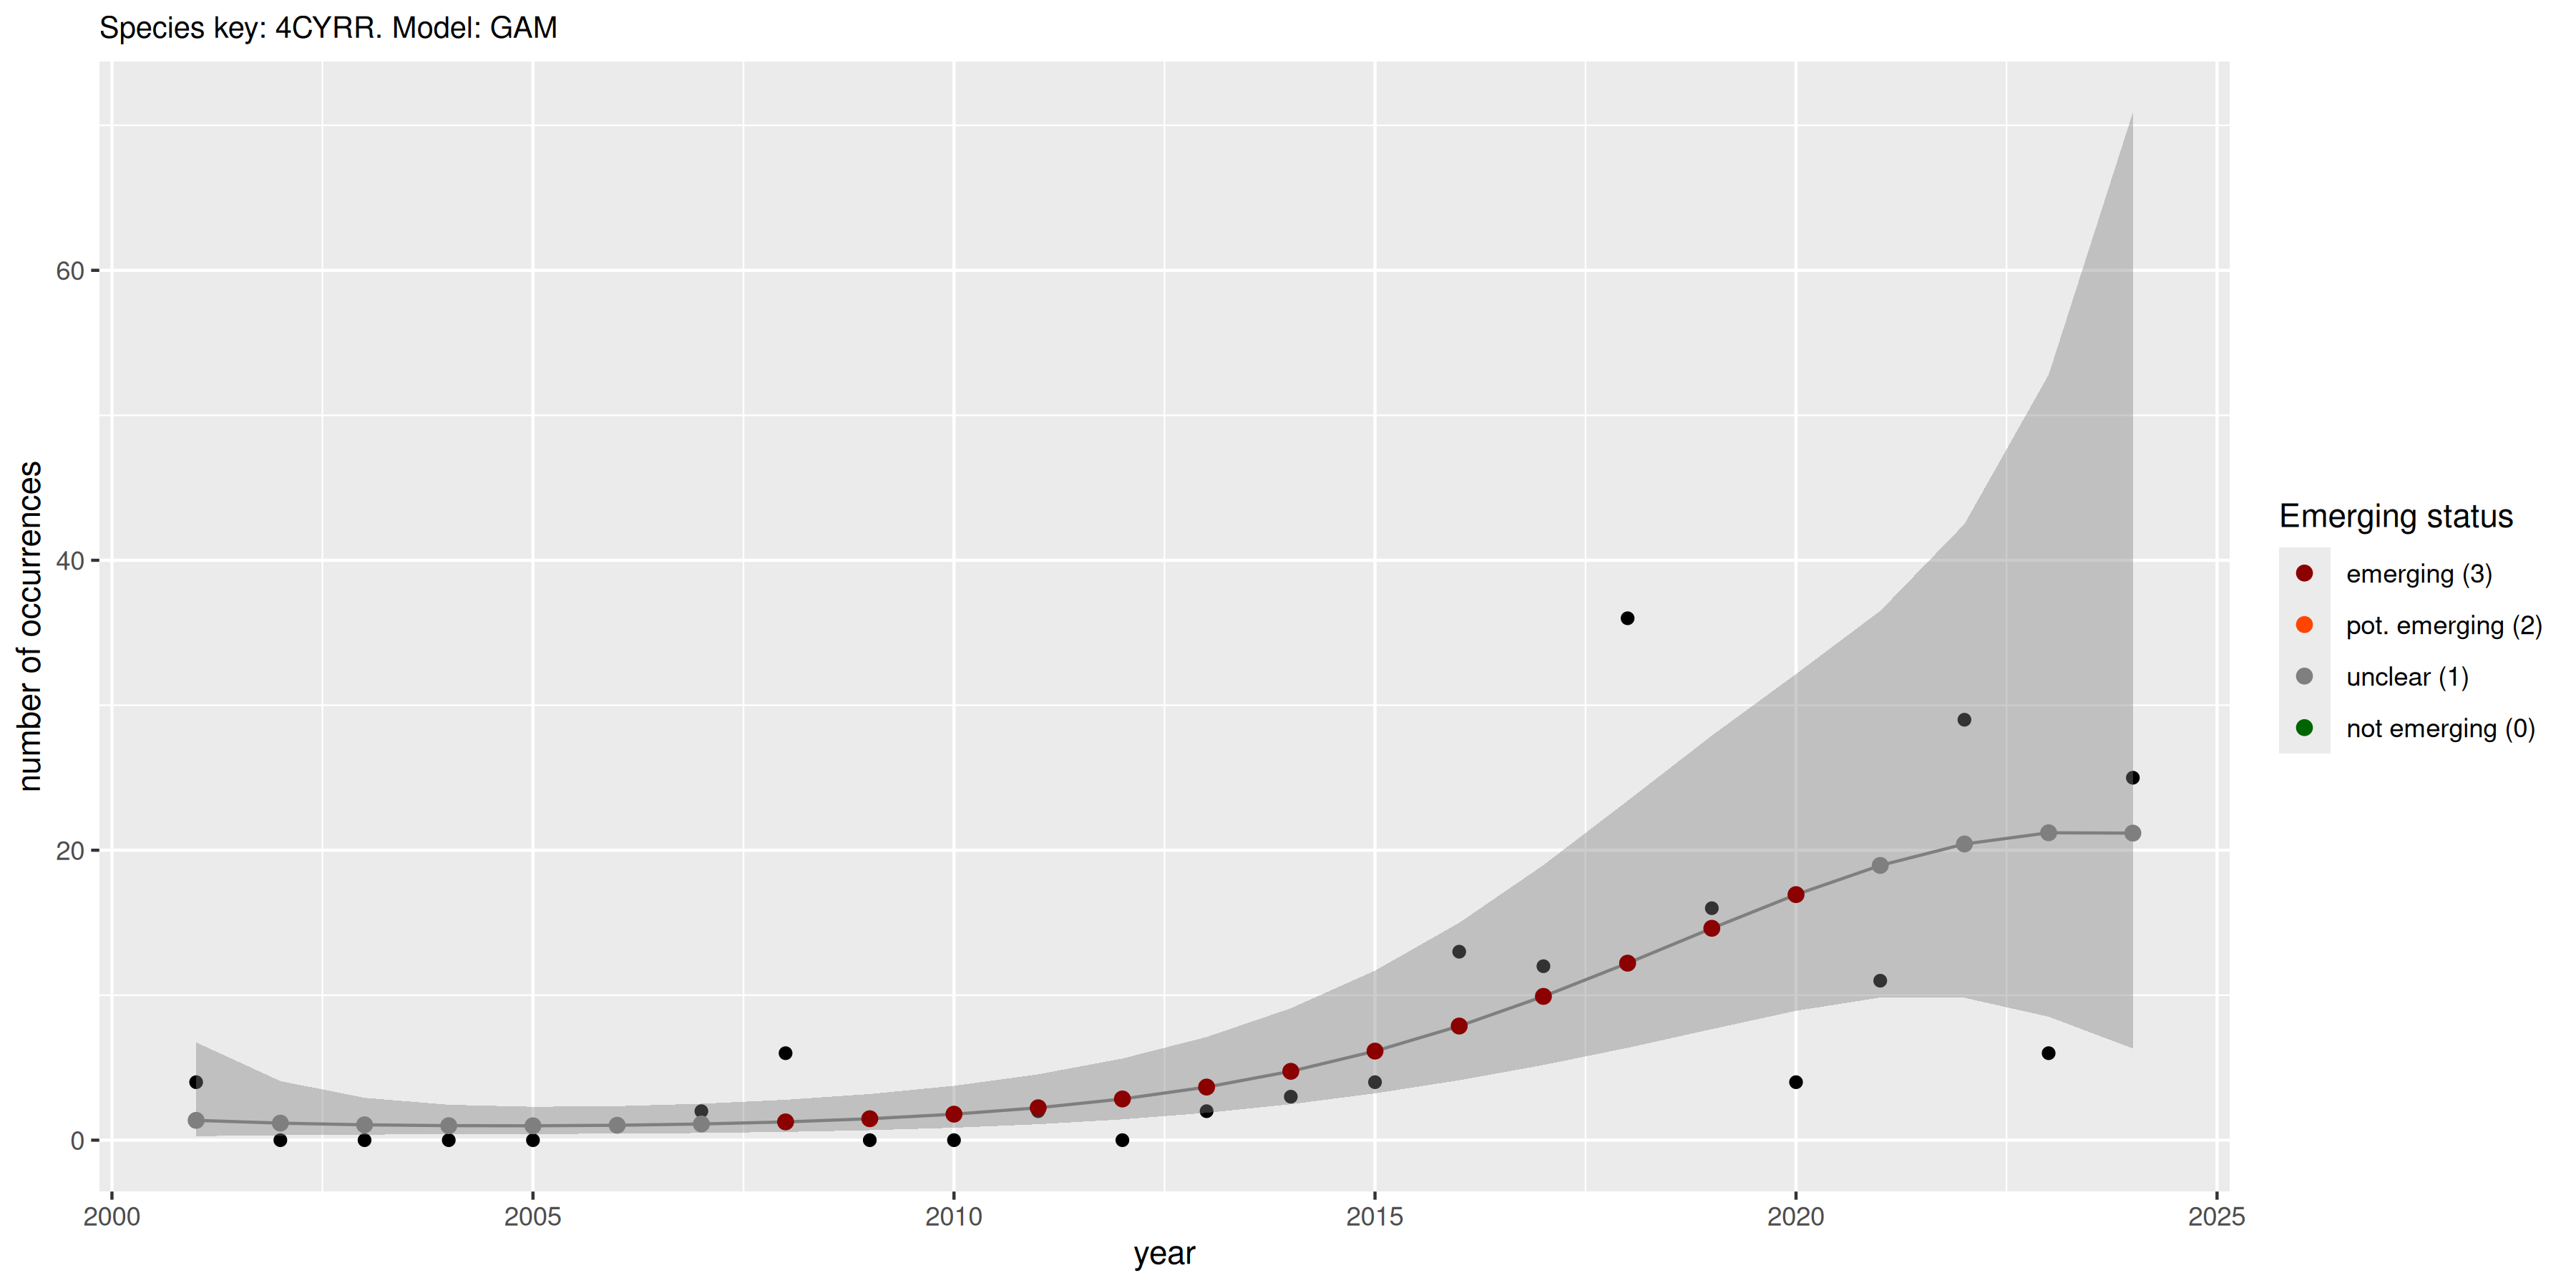 Species key: 4CYRR. Model: GAM
number of occurrences
60
40
20
0
2000 2005 2010 2015 2020 2025
year
Emerging status
emerging (3)
pot. emerging (2)
unclear (1)
not emerging (0)